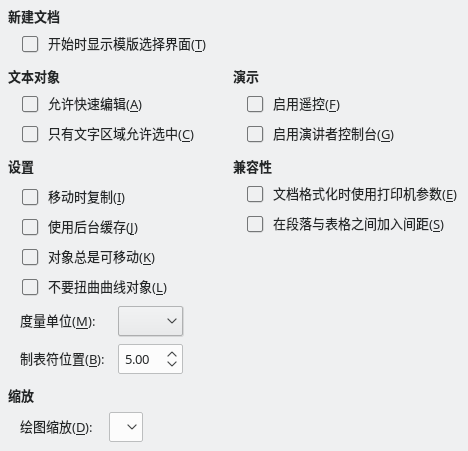 新建文档
开始时显示模版选择界面(T)
文本对象
允许快速编辑(A)
只有文字区域允许选中(C)
演示
启用遥控(F)
启用演讲者控制台(G)
设置
移动时复制(I)
使用后台缓存(J)
对象总是可移动(K)
不要扭曲曲线对象(L)
度量单位(M):
制表符位置(B): 5.00
兼容性
文档格式化时使用打印机参数(E)
在段落与表格之间加入间距(S)
缩放
绘图缩放(D):